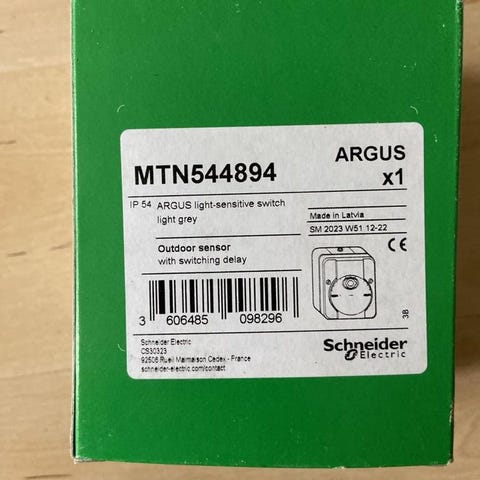 MTN544894
ARGUS
x1
IP 54 ARGUS light-sensitive switch
light grey
Made in Latvia
SM 2023 W51 12-22
Outdoor sensor
with switching delay
CE
3 606485 098296
3B
Schneider Electric
CS30323
92506 Rueil Malmaison Cedex - France
schneider-electric.com/contact
Schneider
Electric